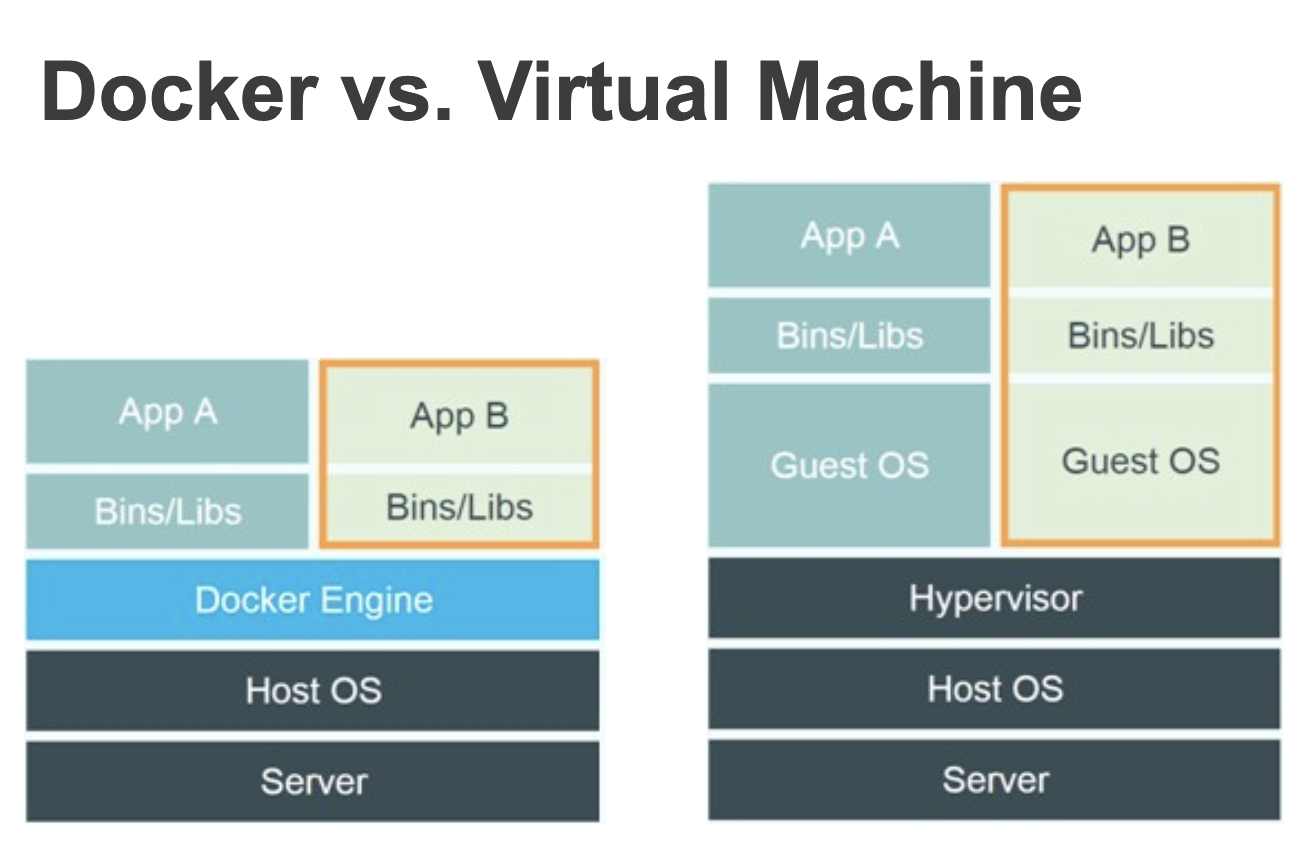 Docker vs. Virtual Machine
App A
App B
Bins/Libs
Bins/Libs
Docker Engine
Host OS
Server
App A
App B
Bins/Libs
Bins/Libs
Guest OS
Guest OS
Hypervisor
Host OS
Server